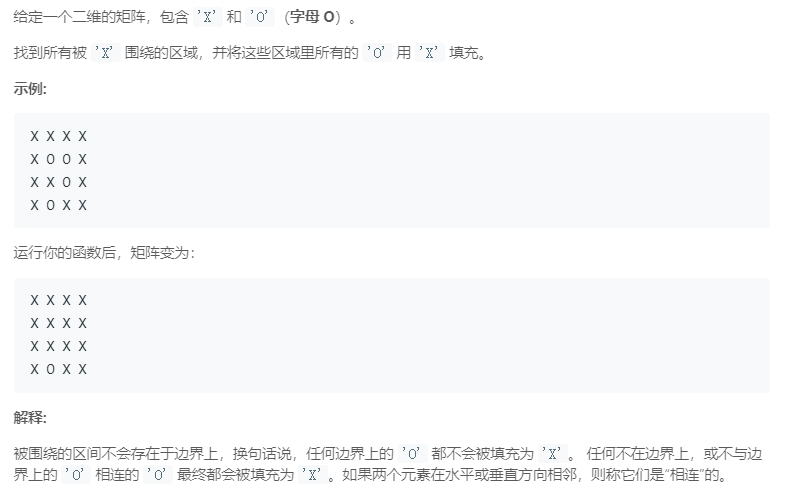 给定一个二维的矩阵，包含 'X' 和 'O'（字母 O）。
找到所有被 'X' 围绕的区域，并将这些区域里所有的 'O' 用 'X' 填充。
示例:
X X X X
X O O X
X X O X
X O X X
运行你的函数后，矩阵变为：
X X X X
X X X X
X X X X
X O X X
解释:
被围绕的区间不会存在于边界上，换句话说，任何边界上的 'O' 都不会被填充为 'X'。 任何不在边界上，或不与边
界上的 'O' 相连的 'O' 最终都会被填充为 'X'。如果两个元素在水平或垂直方向相邻，则称它们是“相连”的。